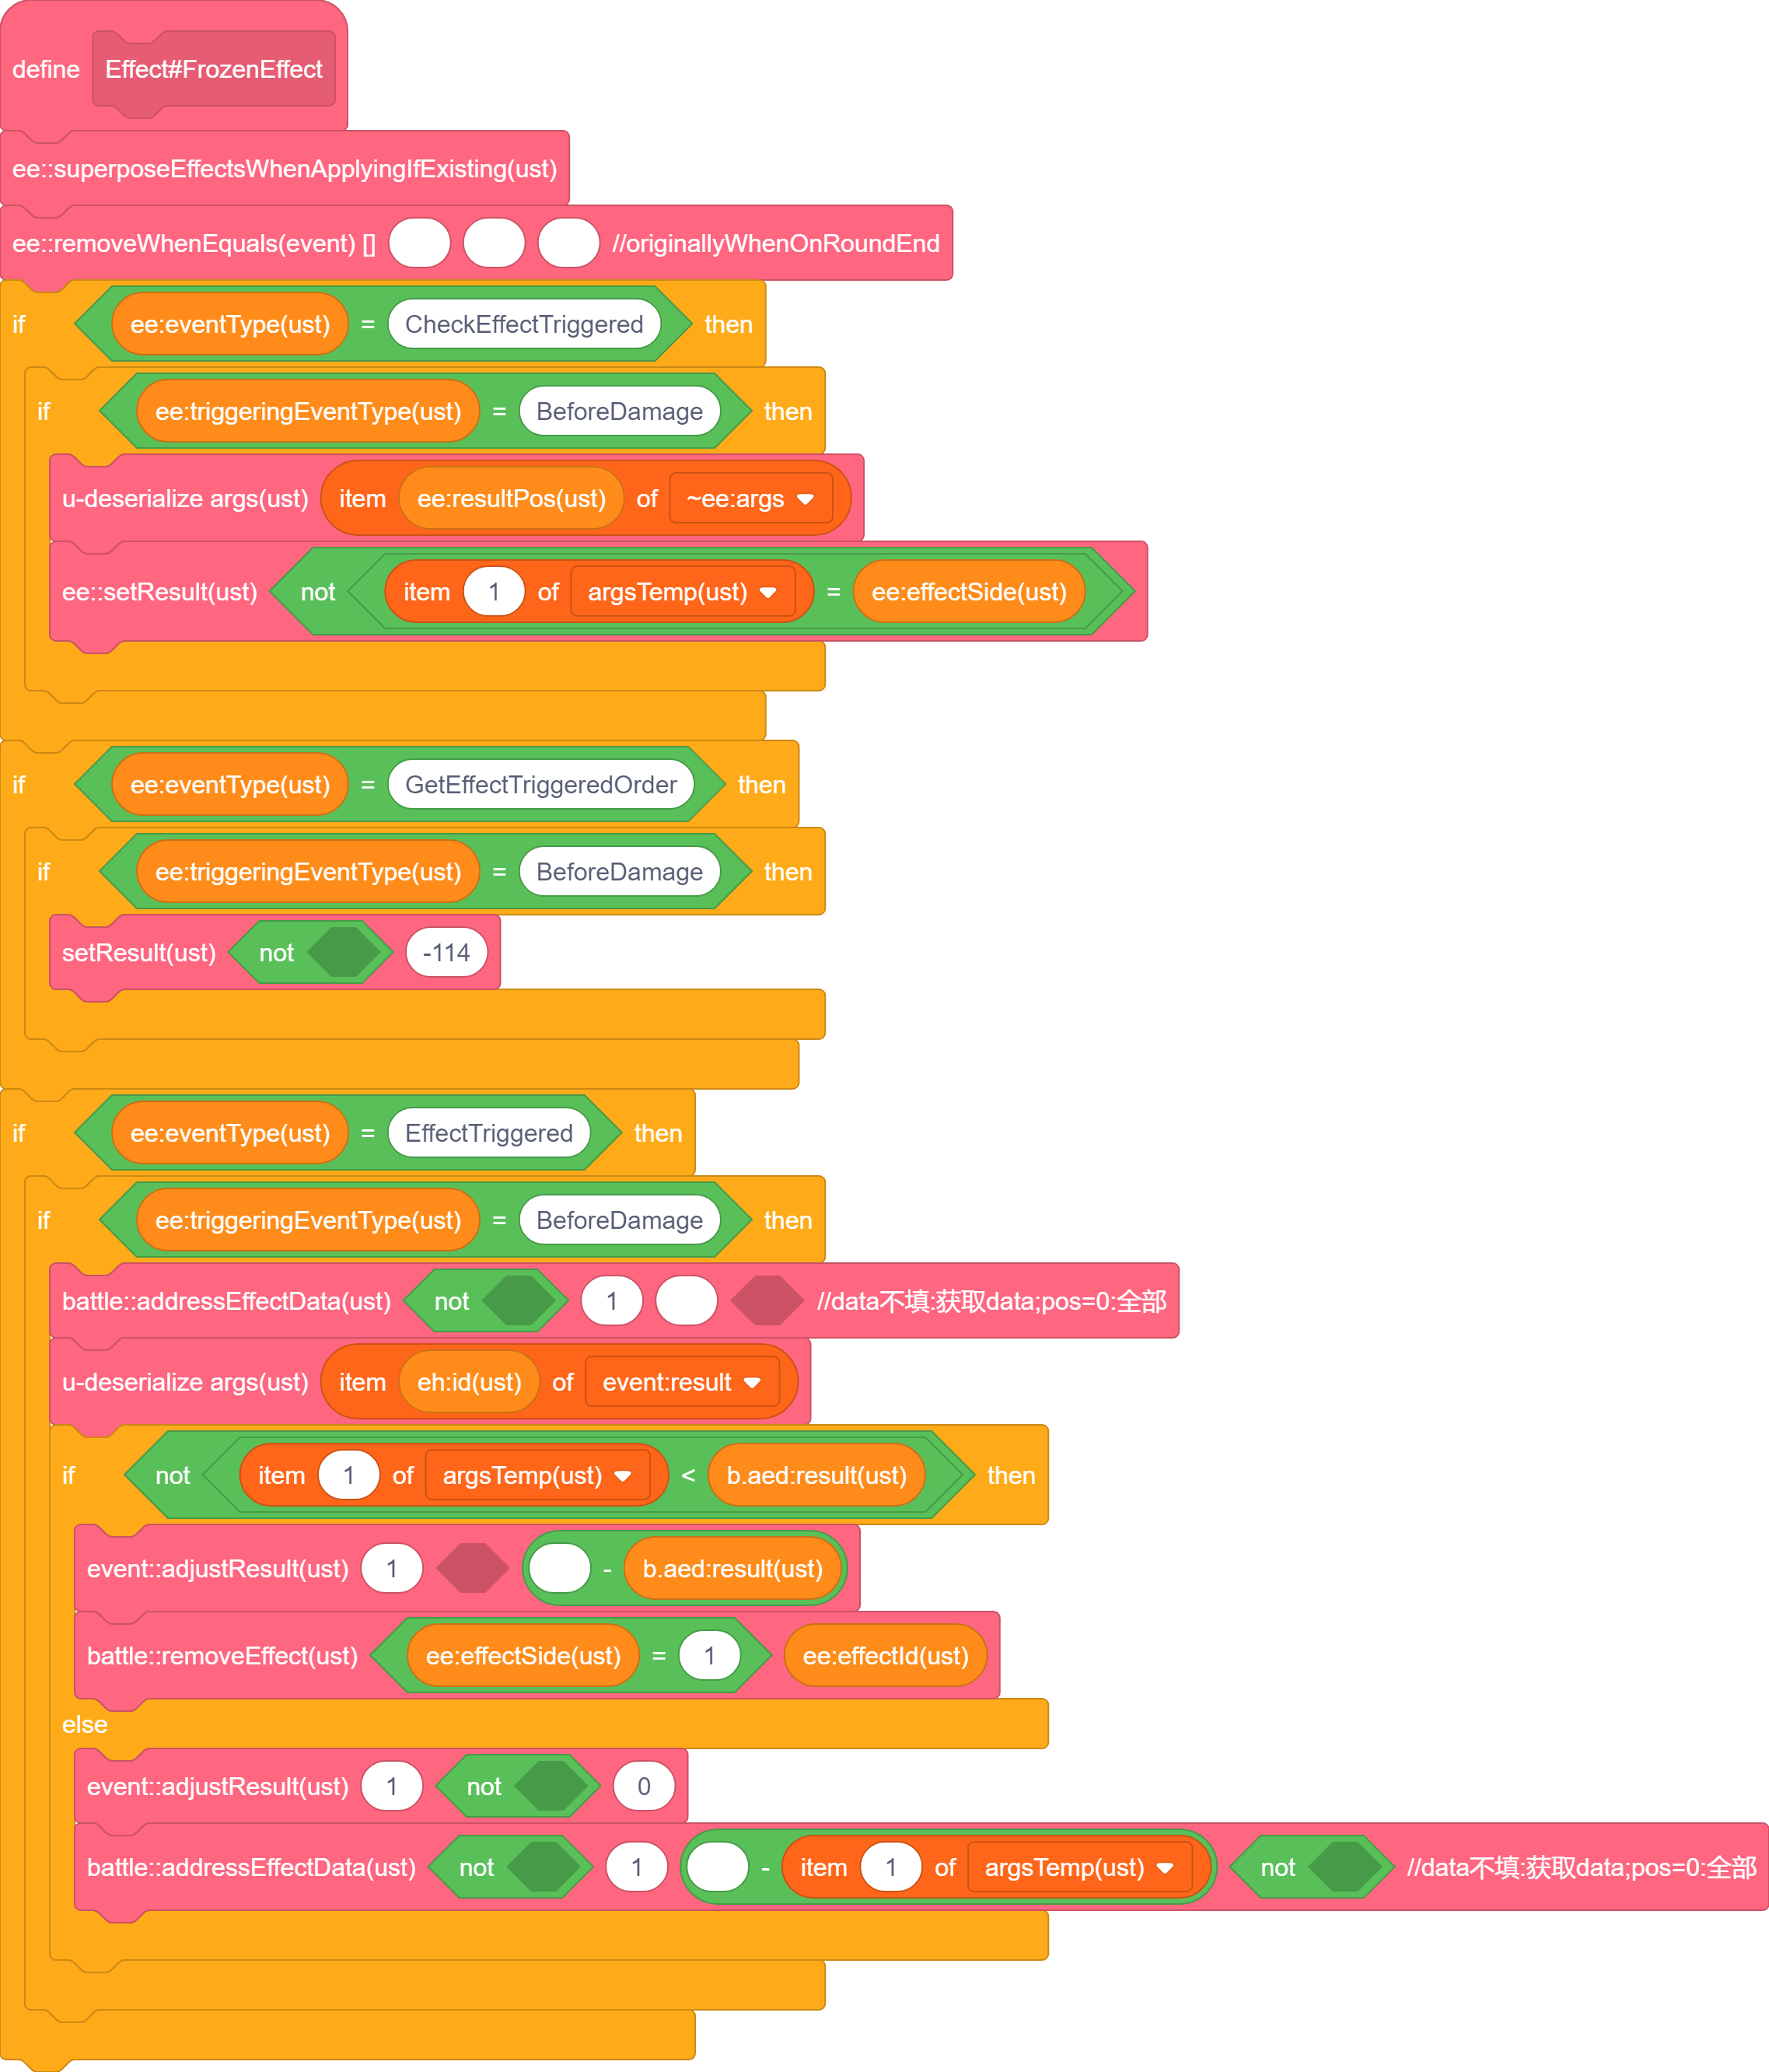 define Effect#FrozenEffect
ee::superposeEffectsWhenApplyingIfExisting(ust)
ee::removeWhenEquals(event) [] //originallyWhenOnRoundEnd
if ee:eventType(ust) = CheckEffectTriggered then
if ee:triggeringEventType(ust) = BeforeDamage then
u-deserialize args(ust) item ee:resultPos(ust) of ~ee:args
ee::setResult(ust) not item 1 of argsTemp(ust) = ee:effectSide(ust)
if ee:eventType(ust) = GetEffectTriggeredOrder then
if ee:triggeringEventType(ust) = BeforeDamage then
setResult(ust) not -114
if ee:eventType(ust) = EffectTriggered then
if ee:triggeringEventType(ust) = BeforeDamage then
battle::addressEffectData(ust) not 1 //data不填:获取data;pos=0:全部
u-deserialize args(ust) item eh:id(ust) of event:result
if not item 1 of argsTemp(ust) < b.aed:result(ust) then
event::adjustResult(ust) 1 - b.aed:result(ust)
battle::removeEffect(ust) ee:effectSide(ust) = 1 ee:effectId(ust)
else
event::adjustResult(ust) 1 not 0
battle::addressEffectData(ust) not 1 - item 1 of argsTemp(ust) not //data不填:获取data;pos=0:全部